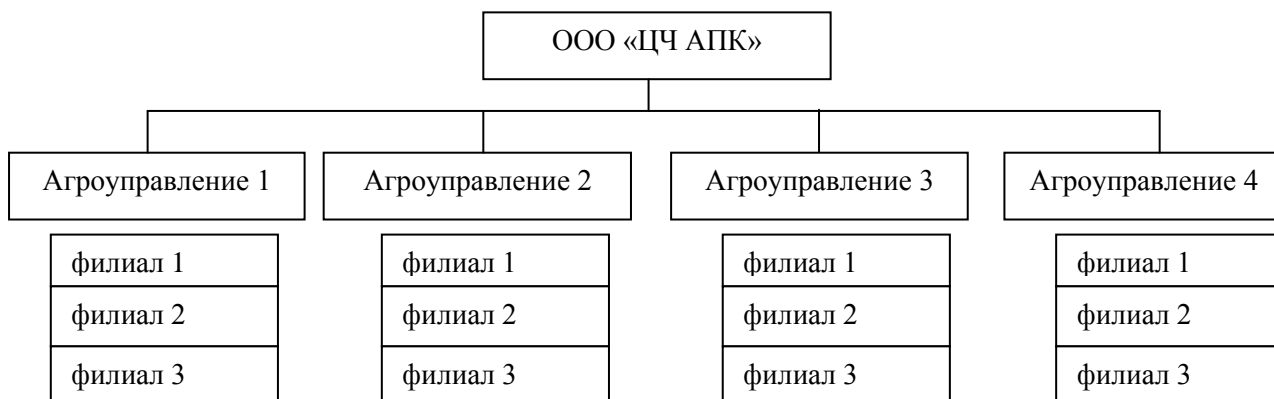 ООО «ЦЧ АПК»
Агроуправление 1
Агроуправление 2
Агроуправление 3
Агроуправление 4
филиал 1
филиал 2
филиал 3
филиал 1
филиал 2
филиал 3
филиал 1
филиал 2
филиал 3
филиал 1
филиал 2
филиал 3